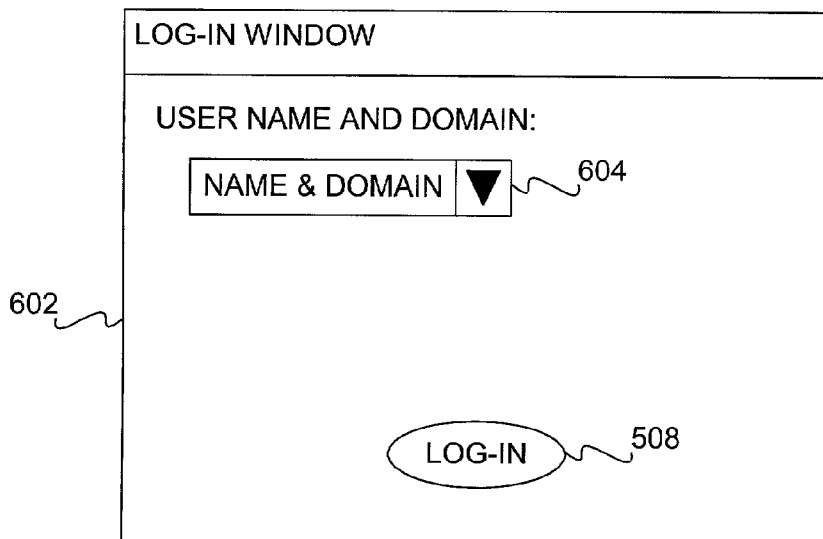 LOG-IN WINDOW
USER NAME AND DOMAIN:
NAME & DOMAIN
604
602
LOG-IN
508